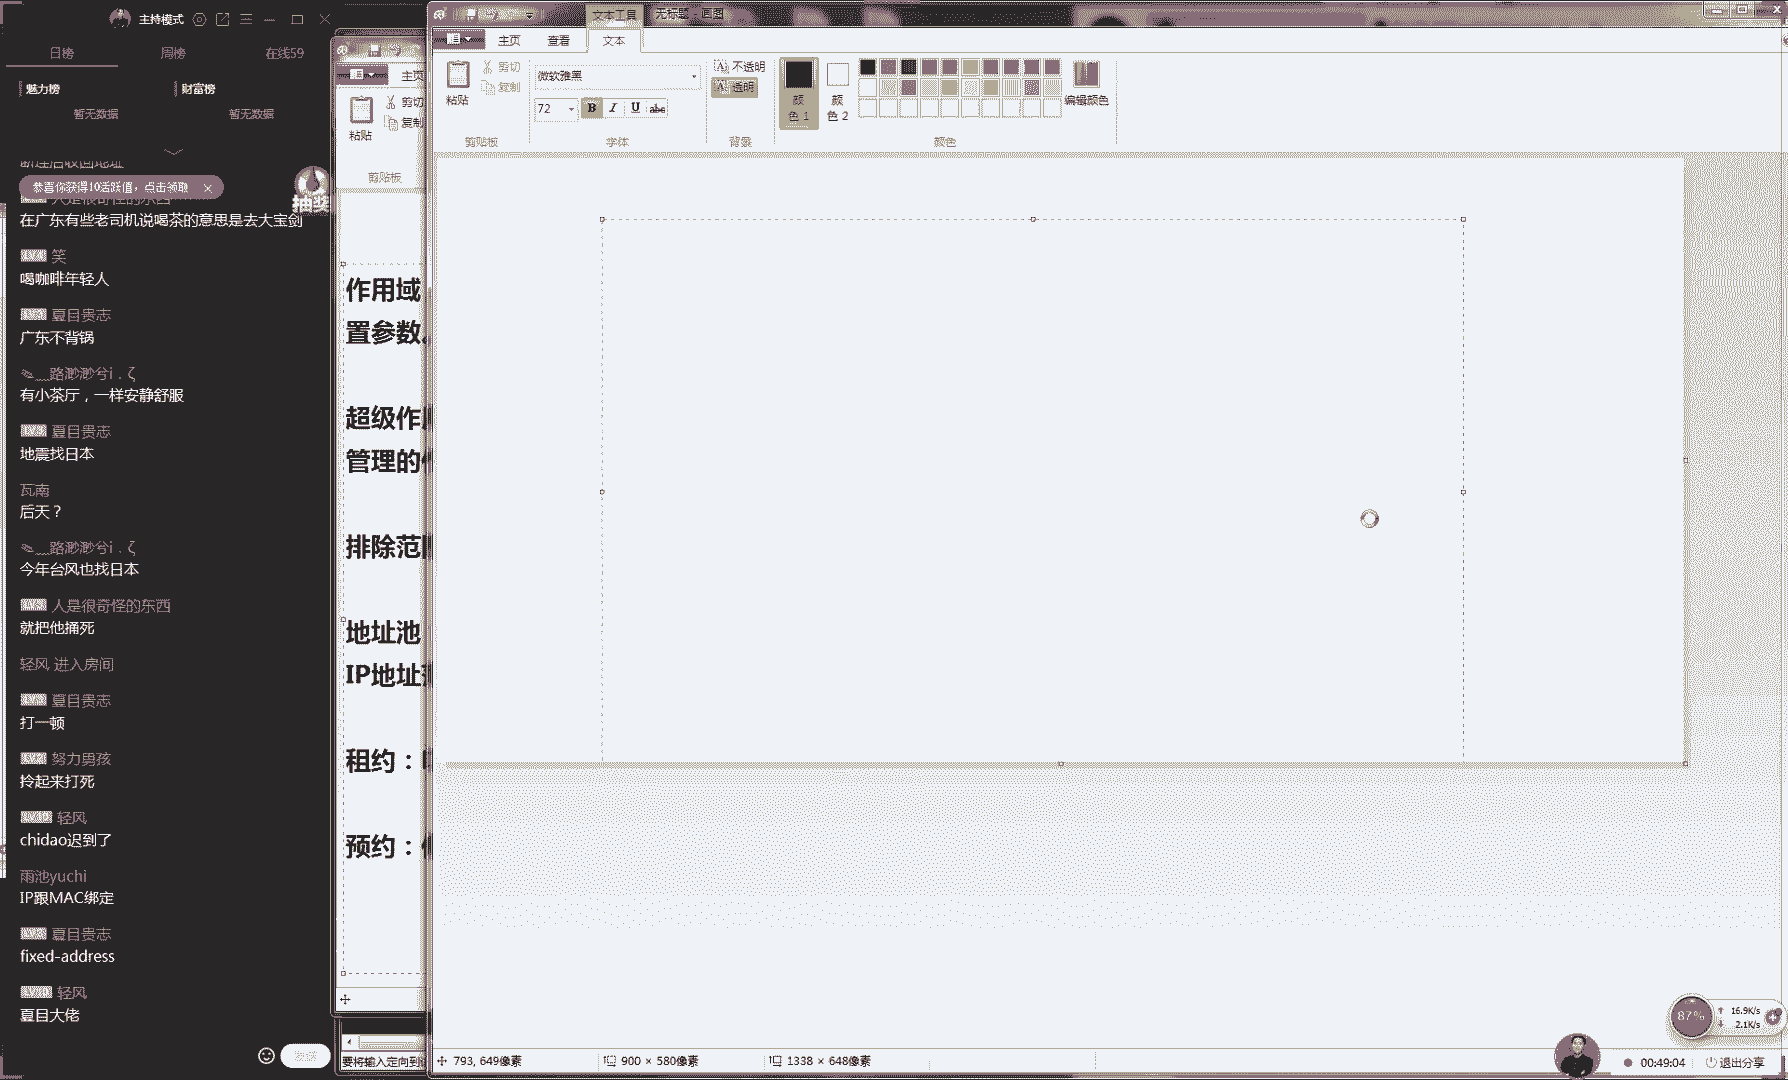 主持模式
日榜
周榜
在线59
魅力榜
财富榜
暂无数据
暂无数据
断连后收回地址
恭喜你获得10活跃值，点击领取
抽奖
人是很奇怪的东西
在广东有些老司机说喝茶的意思是去大宝剑
笑
喝咖啡年轻人
夏目贵志
广东不背锅
路渺渺兮i．ζ
有小茶厅，一样安静舒服
夏目贵志
地震找日本
瓦南
后天？
路渺渺兮i．ζ
今年台风也找日本
人是很奇怪的东西
就把他捅死
轻风 进入房间
夏目贵志
打一顿
努力男孩
拎起来打死
轻风
chidao迟到了
雨池yuchi
IP跟MAC绑定
夏目贵志
fixed-address
轻风
夏目大佬
发送
主页
剪切
复制
粘贴
剪贴板
作用域
置参数
超级作
管理的
排除范
地址池
IP地址
租约：
预约：
要将输入定向到
文本工具
无标题 - 画图
主页
查看
文本
粘贴
剪切
复制
剪贴板
微软雅黑
72
B I U abc
字体
不透明
透明
背景
颜色 1
颜色 2
颜色
编辑颜色
793, 649像素
900 × 580像素
1338 × 648像素
87%
16.9K/s
2.1K/s
00:49:04
退出分享